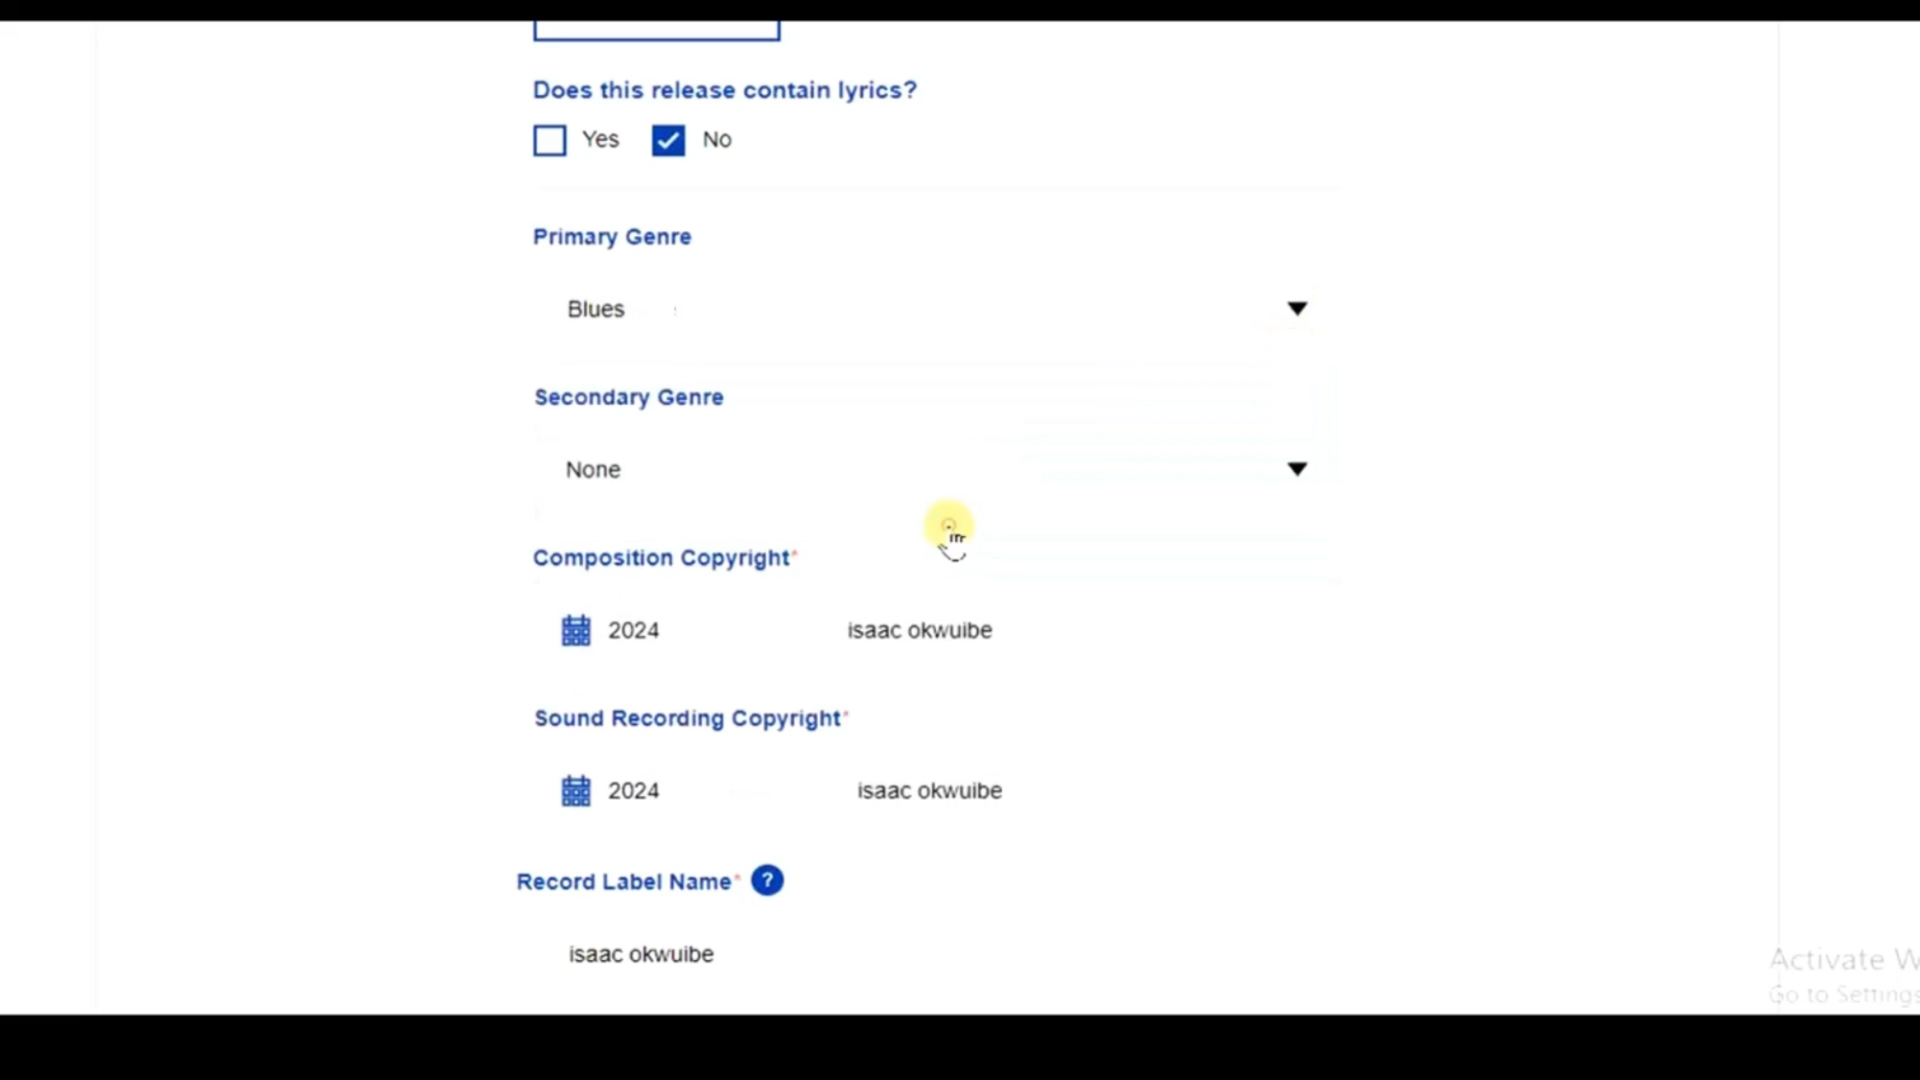 Does this release contain lyrics?
Yes No
Primary Genre
Blues
Secondary Genre
None
Composition Copyright*
2024 isaac okwuibe
Sound Recording Copyright*
2024 isaac okwuibe
Record Label Name* ?
isaac okwuibe
Activate W
Go to Settings